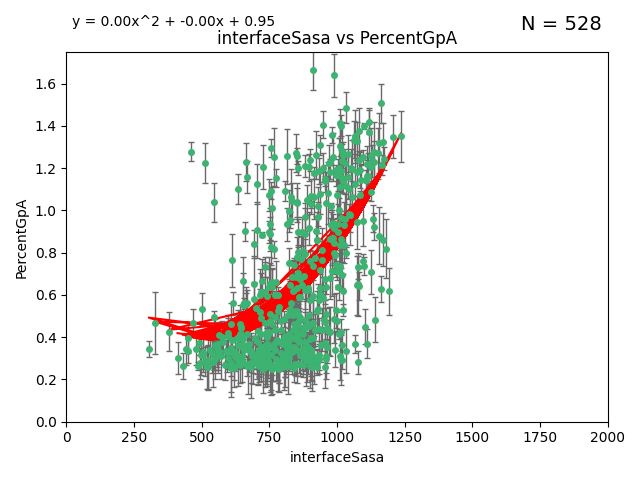 y = 0.00x^2 + -0.00x + 0.95
N = 528
interfaceSasa vs PercentGpA
PercentGpA
1.6
1.4
1.2
1.0
0.8
0.6
0.4
0.2
0.0
0 250 500 750 1000 1250 1500 1750 2000
interfaceSasa